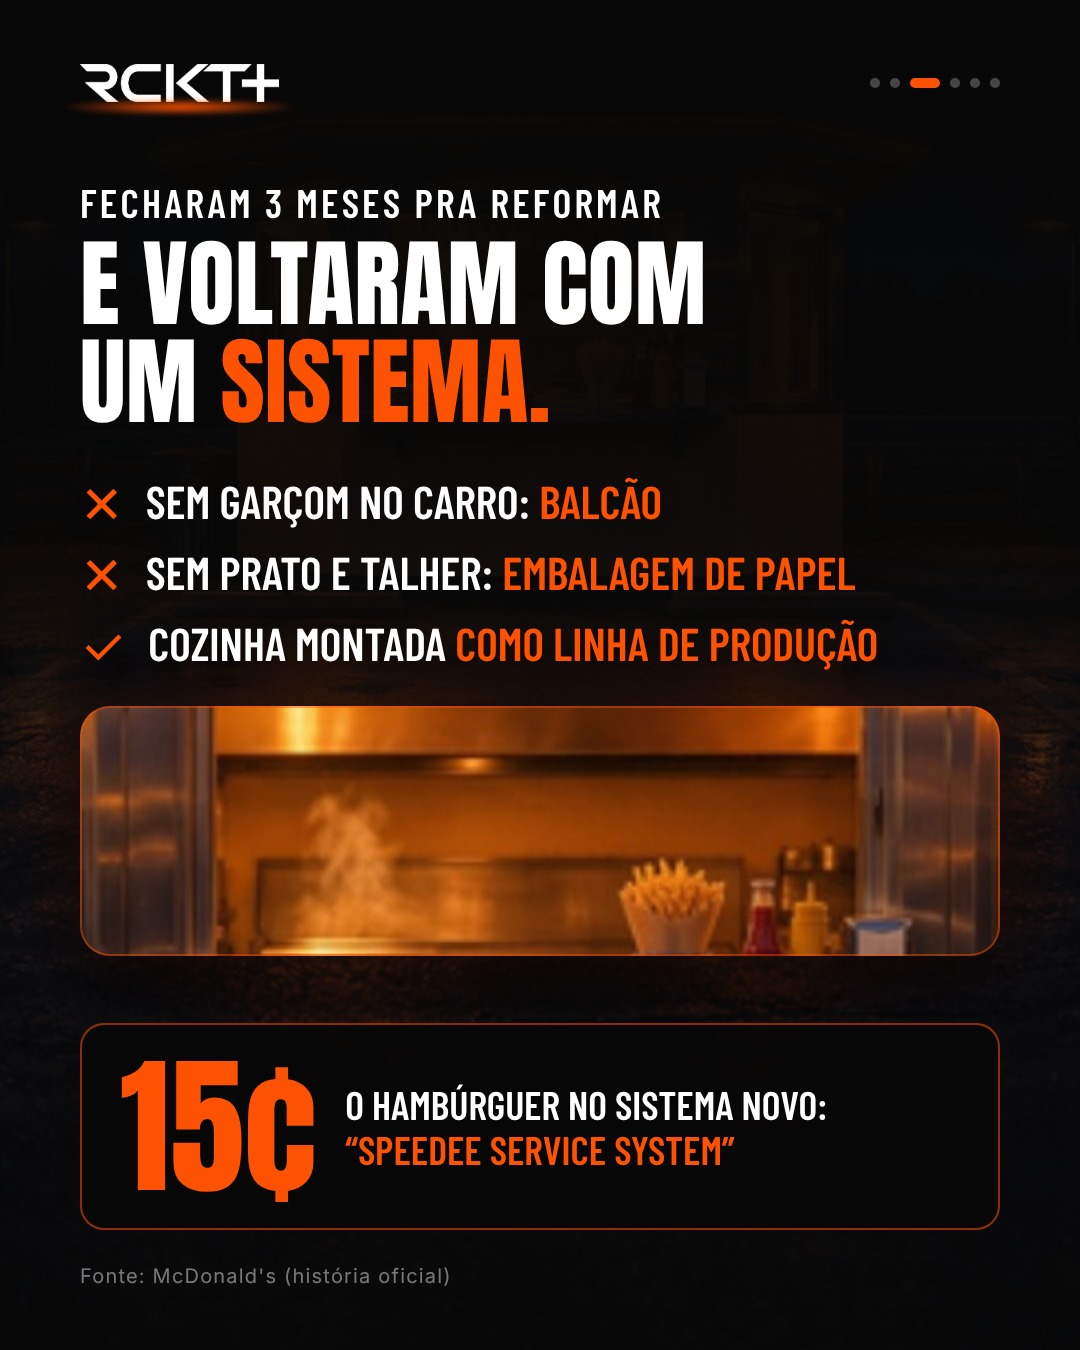 RCKT+
FECHARAM 3 MESES PRA REFORMAR
E VOLTARAM COM
UM SISTEMA.
SEM GARÇOM NO CARRO: BALCÃO
SEM PRATO E TALHER: EMBALAGEM DE PAPEL
COZINHA MONTADA COMO LINHA DE PRODUÇÃO
15¢
O HAMBÚRGUER NO SISTEMA NOVO:
“SPEEDEE SERVICE SYSTEM”
Fonte: McDonald's (história oficial)